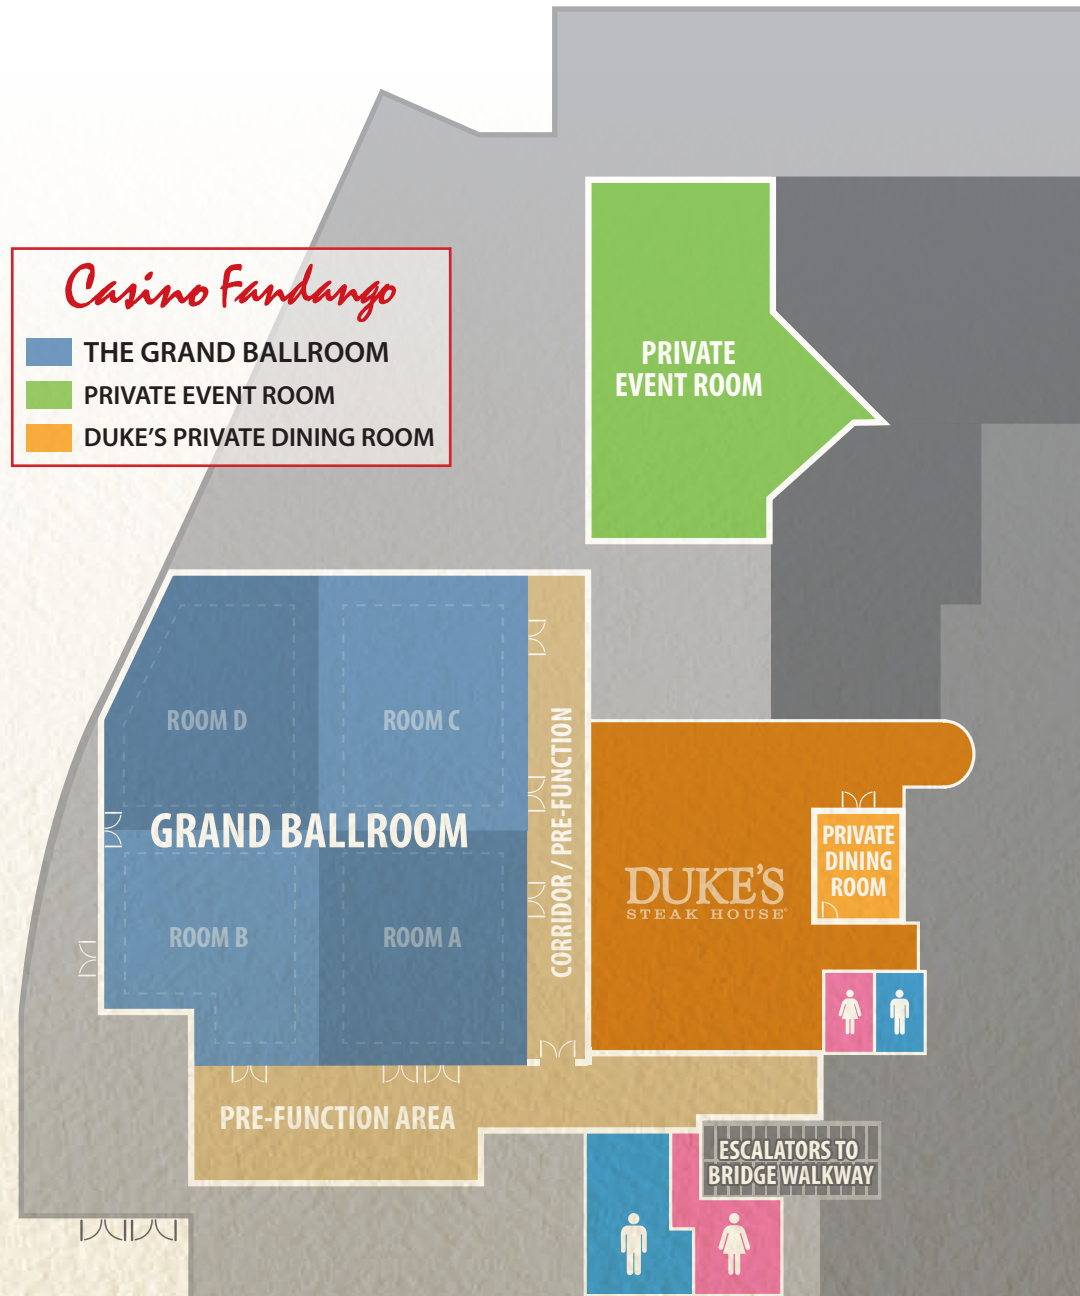 Casino Fandango
THE GRAND BALLROOM
PRIVATE EVENT ROOM
DUKE'S PRIVATE DINING ROOM
PRIVATE
EVENT ROOM
ROOM D
ROOM C
GRAND BALLROOM
ROOM B
ROOM A
CORRIDOR / PRE-FUNCTION
DUKE'S
STEAK HOUSE
PRIVATE
DINING
ROOM
PRE-FUNCTION AREA
ESCALATORS TO
BRIDGE WALKWAY